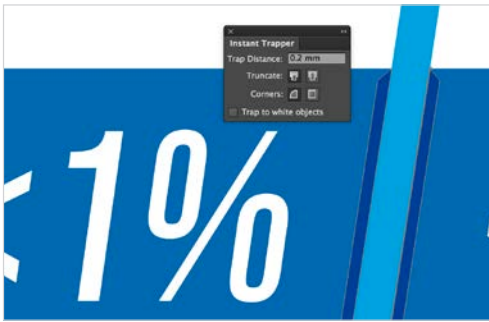 Instant Trapper
Trap Distance: 0,2 mm
Truncate:
Corners:
Trap to white objects
<1%